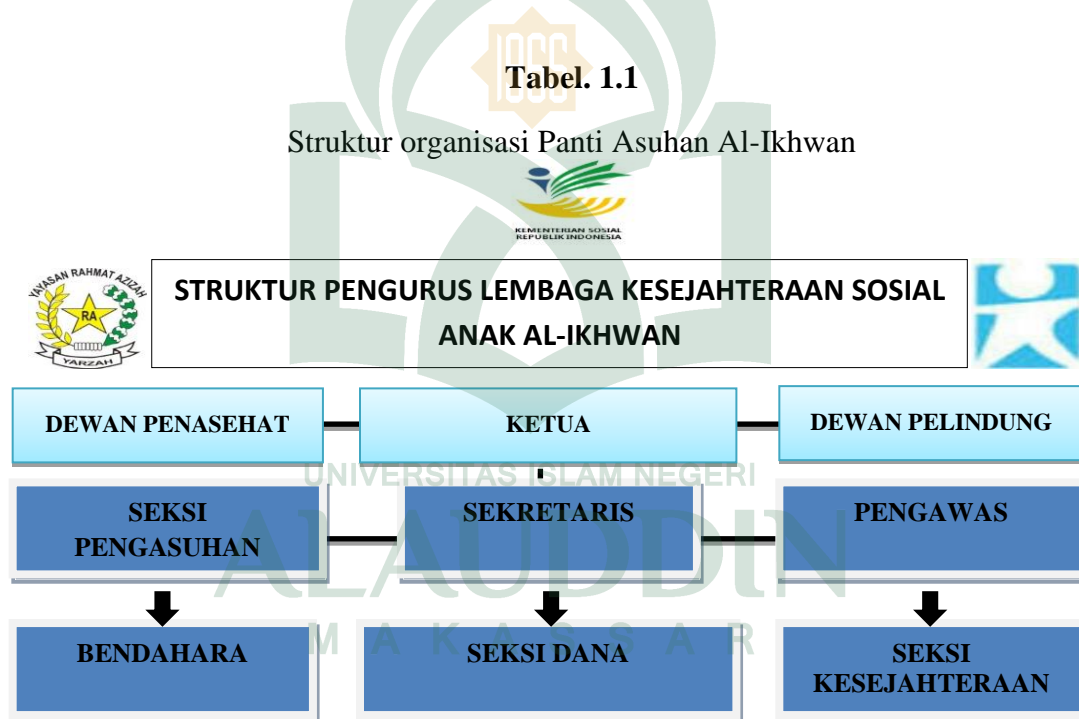 Tabel. 1.1
Struktur organisasi Panti Asuhan Al-Ikhwan
KEMENTERIAN SOSIAL
REPUBLIK INDONESIA
YAYASAN RAHMAT AZIZAH
RA
YARZAH
STRUKTUR PENGURUS LEMBAGA KESEJAHTERAAN SOSIAL
ANAK AL-IKHWAN
DEWAN PENASEHAT
KETUA
DEWAN PELINDUNG
UNIVERSITAS ISLAM NEGERI
SEKSI
PENGASUHAN
SEKRETARIS
PENGAWAS
ALAUDDIN
MAKASSAR
BENDAHARA
SEKSI DANA
SEKSI
KESEJAHTERAAN